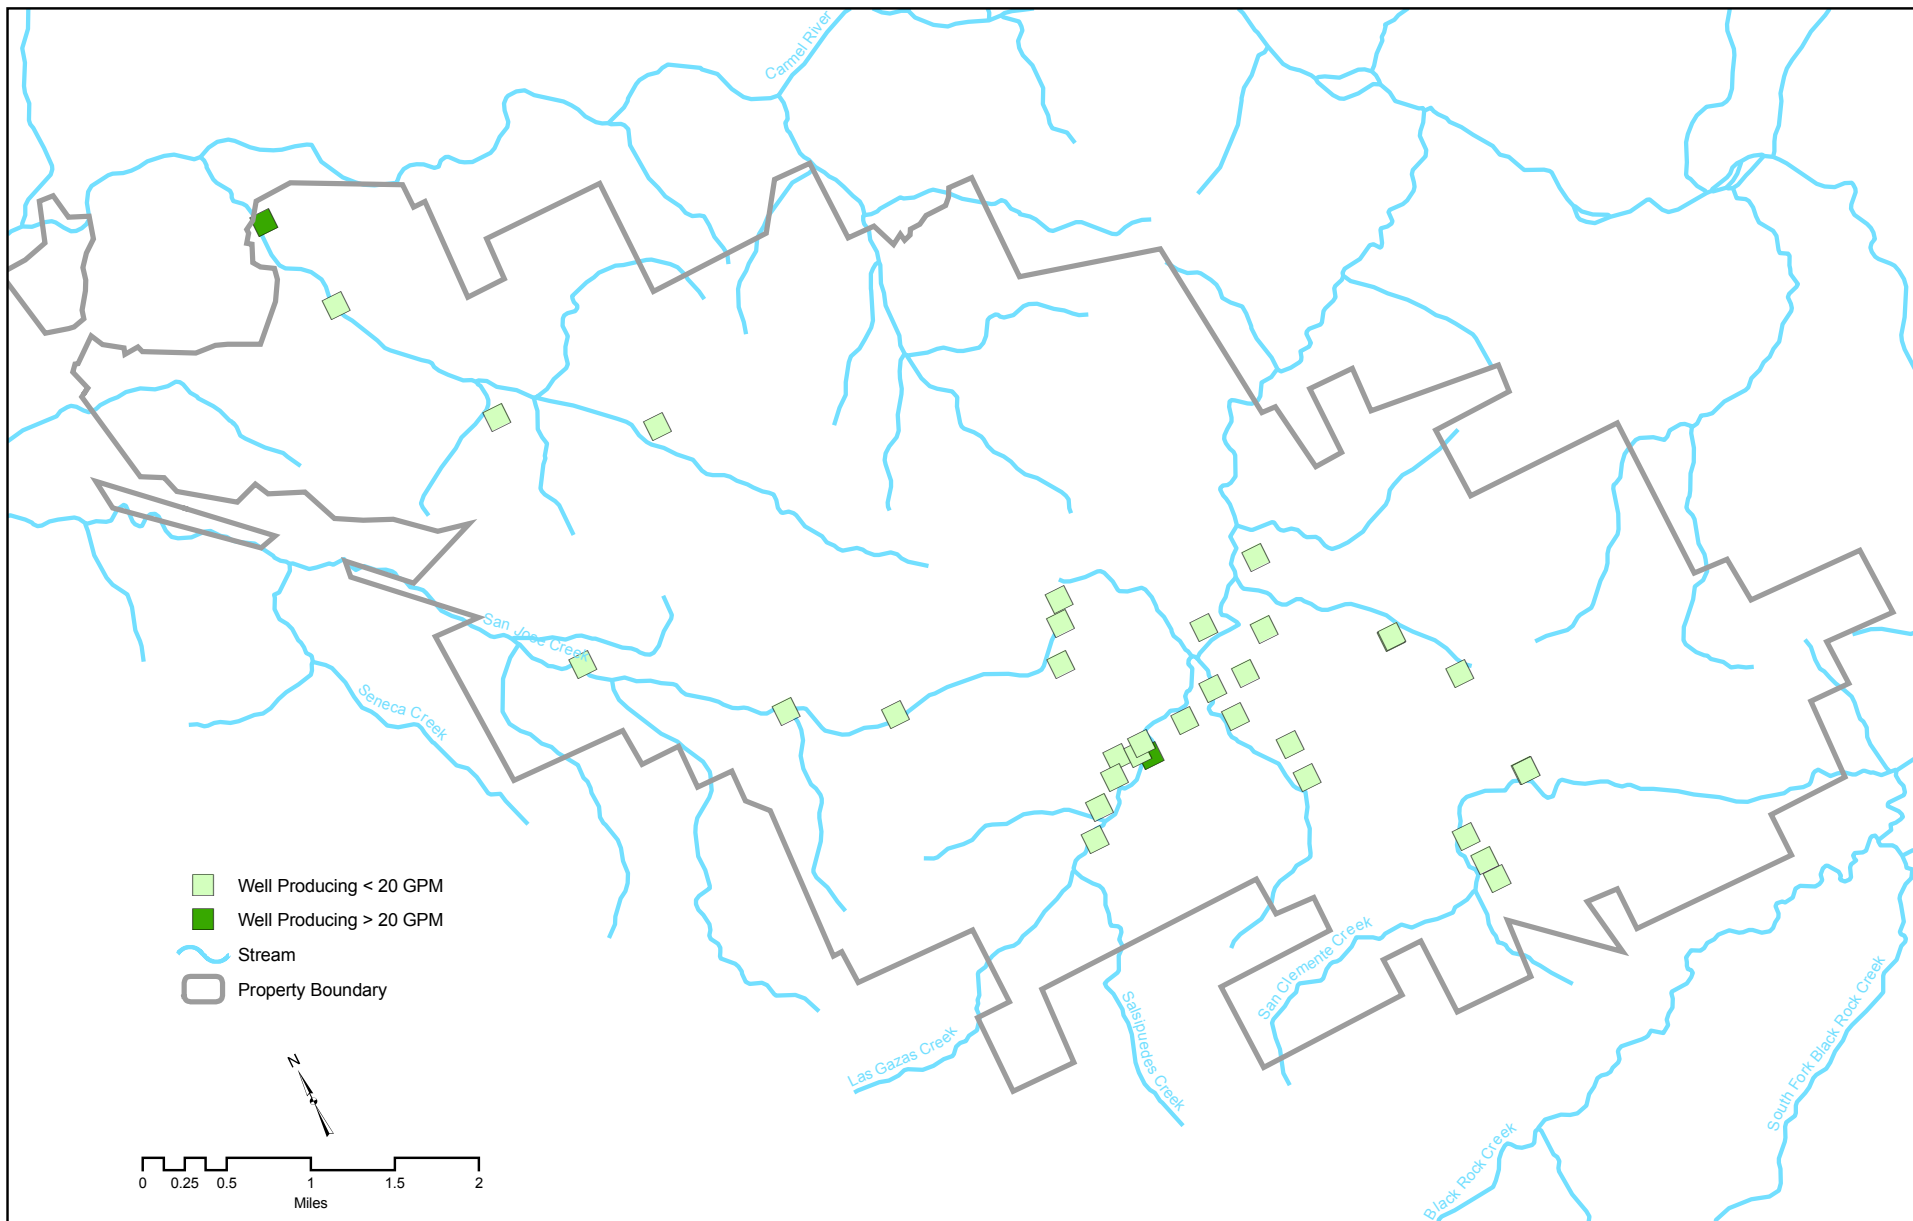 Carmel River
San Jose Creek
Seneca Creek
Well Producing < 20 GPM
Well Producing > 20 GPM
Stream
Property Boundary
San Clemente Creek
Salsipuedes Creek
Las Gazas Creek
South Fork Black Rock Creek
Black Rock Creek
N
0 0.25 0.5 1 1.5 2
Miles